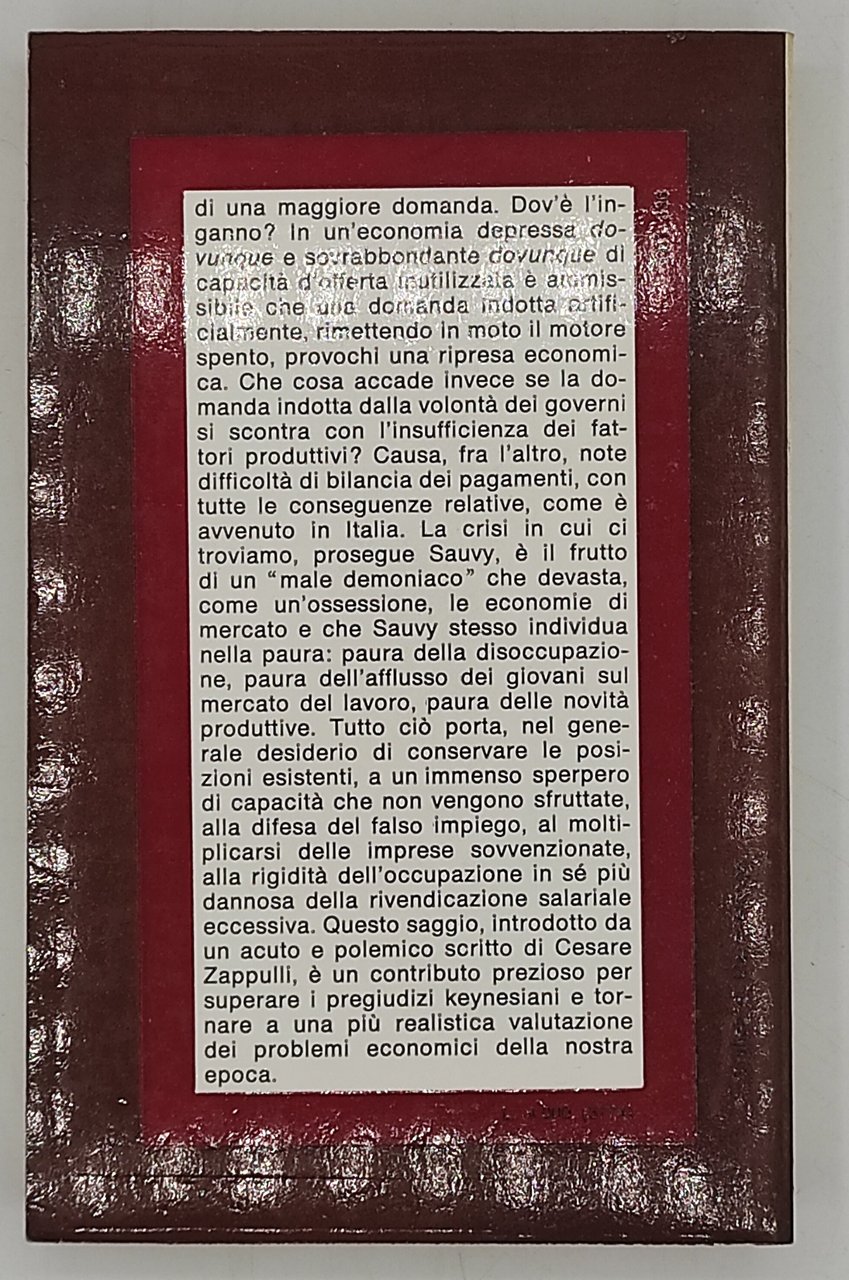 di una maggiore domanda. Dov'è l'in-
ganno? In un'economia depressa do-
vunque e sovrabbondante dovunque di
capacità d'offerta inutilizzata è ammis-
sibile che una domanda indotta artifi-
cialmente, rimettendo in moto il motore
spento, provochi una ripresa economi-
ca. Che cosa accade invece se la do-
manda indotta dalla volontà dei governi
si scontra con l'insufficienza dei fat-
tori produttivi? Causa, fra l'altro, note
difficoltà di bilancia dei pagamenti, con
tutte le conseguenze relative, come è
avvenuto in Italia. La crisi in cui ci
troviamo, prosegue Sauvy, è il frutto
di un “male demoniaco” che devasta,
come un'ossessione, le economie di
mercato e che Sauvy stesso individua
nella paura: paura della disoccupazio-
ne, paura dell'afflusso dei giovani sul
mercato del lavoro, paura delle novità
produttive. Tutto ciò porta, nel gene-
rale desiderio di conservare le posi-
zioni esistenti, a un immenso sperpero
di capacità che non vengono sfruttate,
alla difesa del falso impiego, al molti-
plicarsi delle imprese sovvenzionate,
alla rigidità dell'occupazione in sé più
dannosa della rivendicazione salariale
eccessiva. Questo saggio, introdotto da
un acuto e polemico scritto di Cesare
Zappulli, è un contributo prezioso per
superare i pregiudizi keynesiani e tor-
nare a una più realistica valutazione
dei problemi economici della nostra
epoca.